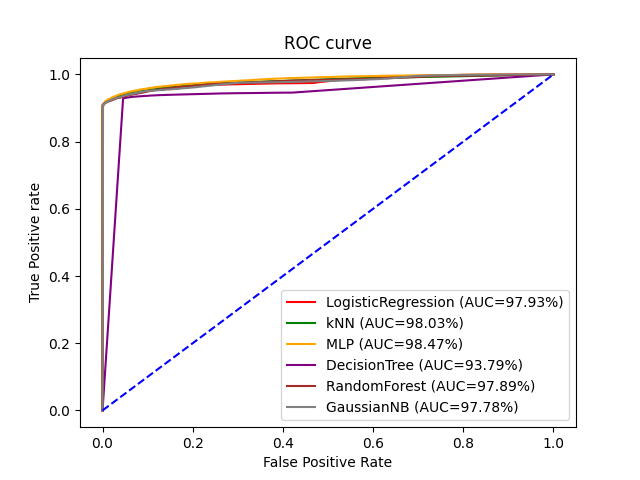 ROC curve
True Positive rate
1.0
0.8
0.6
0.4
0.2
0.0
LogisticRegression (AUC=97.93%)
kNN (AUC=98.03%)
MLP (AUC=98.47%)
DecisionTree (AUC=93.79%)
RandomForest (AUC=97.89%)
GaussianNB (AUC=97.78%)
0.0 0.2 0.4 0.6 0.8 1.0
False Positive Rate